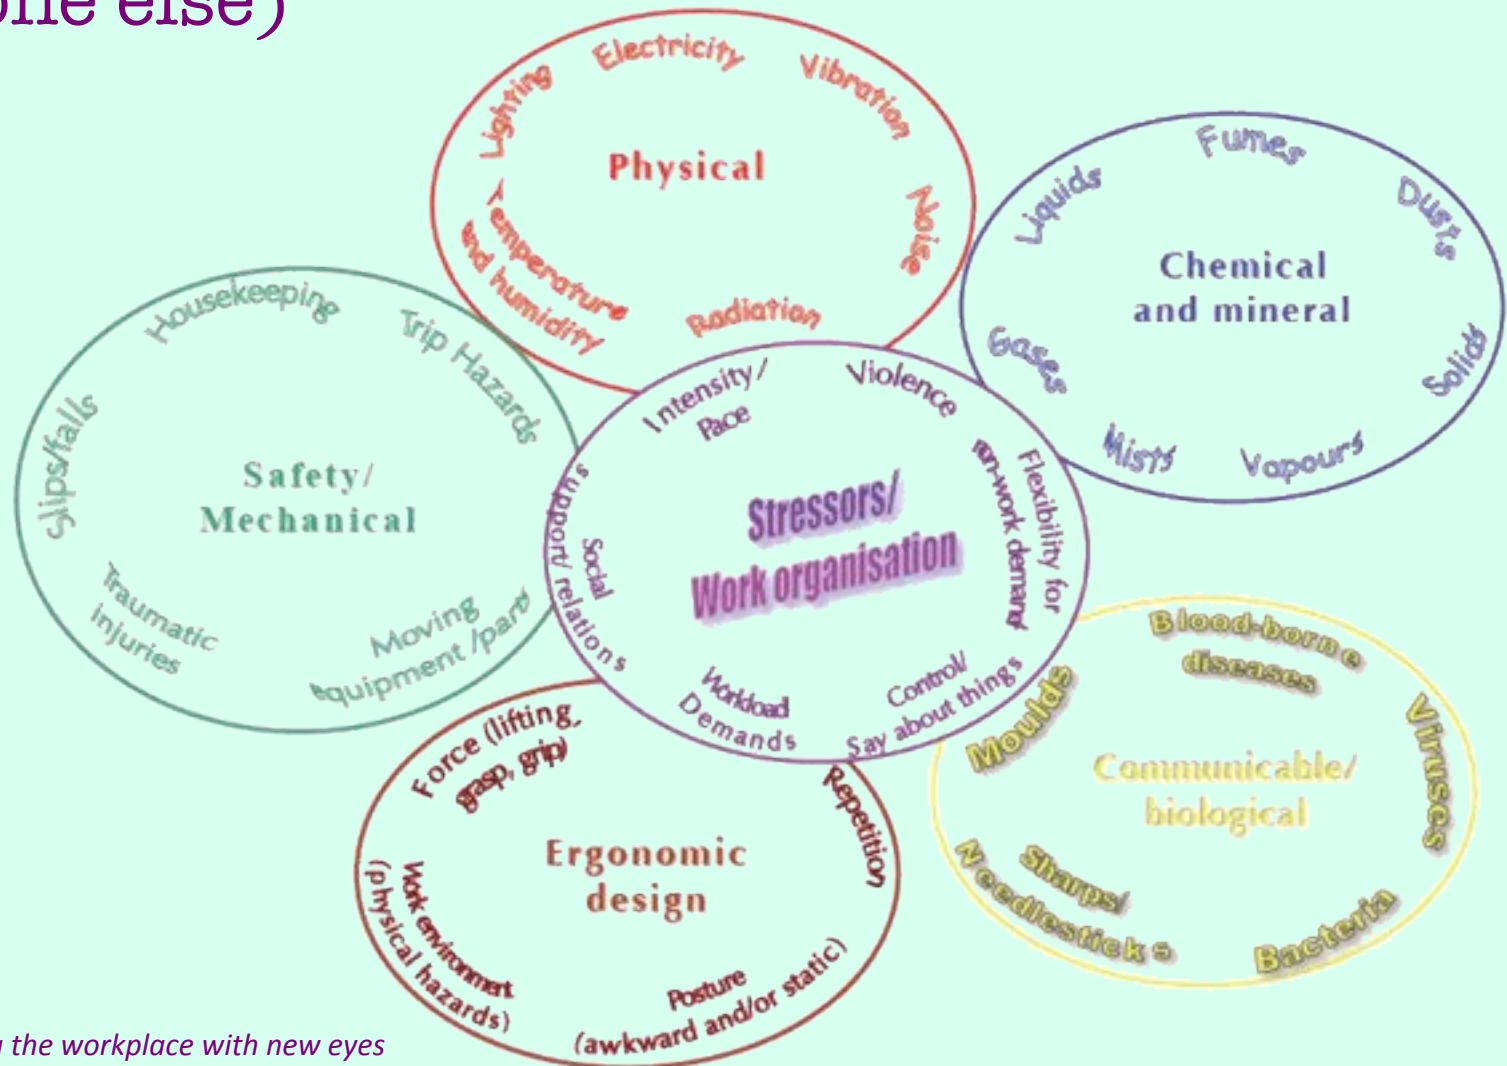 one else)
Physical
Lighting
Electricity
Vibration
Noise
Radiation
Temperature
and humidity
Chemical
and mineral
Liquids
Fumes
Dusts
Solids
Vapours
Mists
Gases
Safety/
Mechanical
Slips/falls
Housekeeping
Trip Hazards
Moving
equipment /parts
Traumatic
injuries
Stressors/
Work organisation
Intensity/
Pace
Violence
Flexibility for
non-work demand
Control/
Say about things
Workload
Demands
Social
support/ relations
Ergonomic
design
Force (lifting,
grasp, grip)
Repetition
Posture
(awkward and/or static)
Work environment
(physical hazards)
Communicable/
biological
Moulds
Blood-borne
diseases
Viruses
Bacteria
Sharps/
Needlesticks
the workplace with new eyes